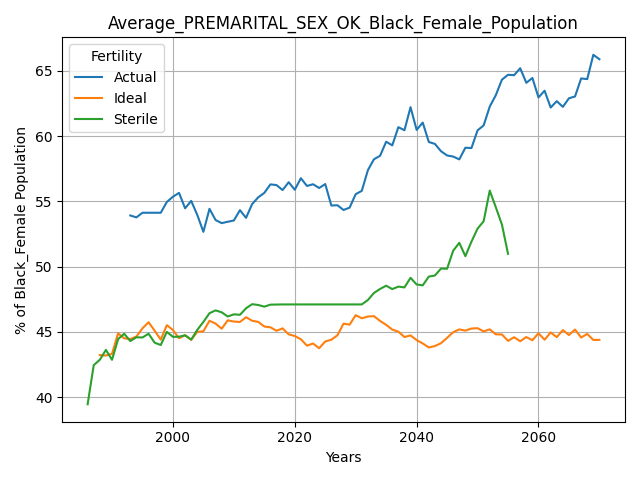 Average_PREMARITAL_SEX_OK_Black_Female_Population
Fertility
Actual
Ideal
Sterile
% of Black_Female Population
65
60
55
50
45
40
2000
2020
2040
2060
Years